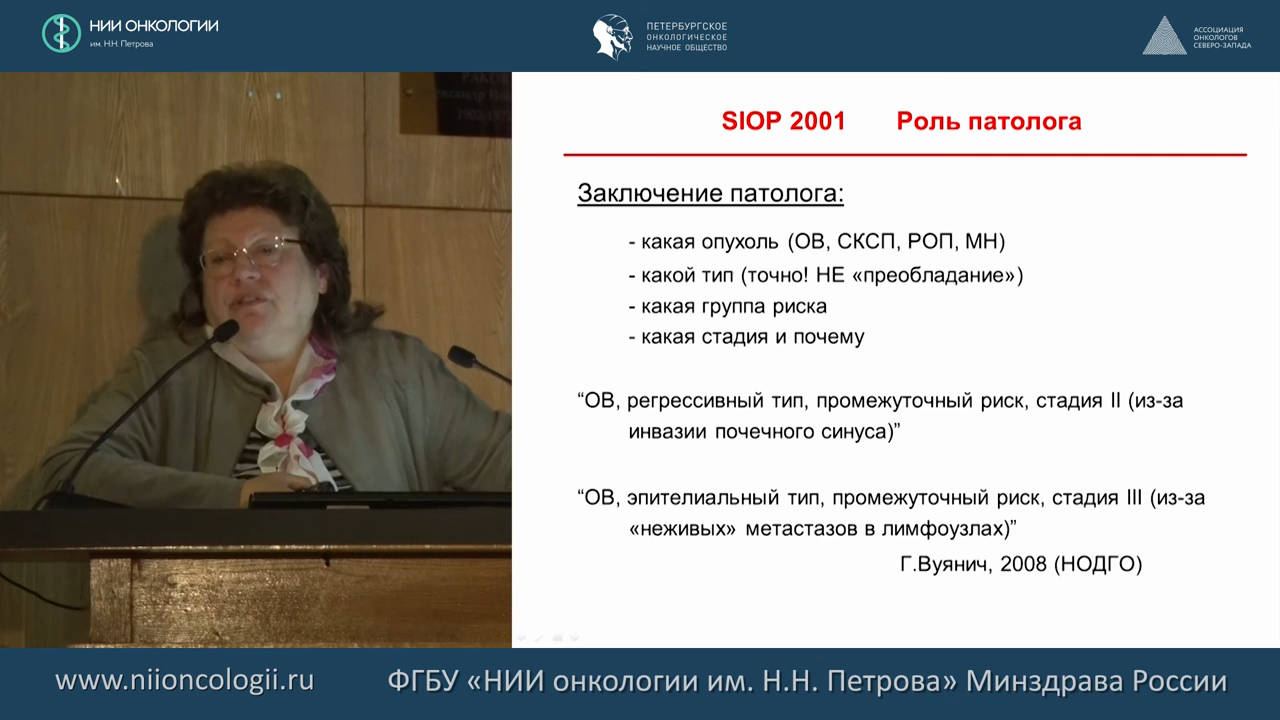 НИИ ОНКОЛОГИИ
им. Н.Н. Петрова
ПЕТЕРБУРГСКОЕ
ОНКОЛОГИЧЕСКОЕ
НАУЧНОЕ ОБЩЕСТВО
АССОЦИАЦИЯ
ОНКОЛОГОВ
СЕВЕРО-ЗАПАДА
SIOP 2001 Роль патолога
Заключение патолога:
- какая опухоль (ОВ, СКСП, РОП, МН)
- какой тип (точно! НЕ «преобладание»)
- какая группа риска
- какая стадия и почему
“ОВ, регрессивный тип, промежуточный риск, стадия II (из-за
инвазии почечного синуса)”
“ОВ, эпителиальный тип, промежуточный риск, стадия III (из-за
«неживых» метастазов в лимфоузлах)”
Г.Вуянич, 2008 (НОДГО)
www.niioncologii.ru
ФГБУ «НИИ онкологии им. Н.Н. Петрова» Минздрава России